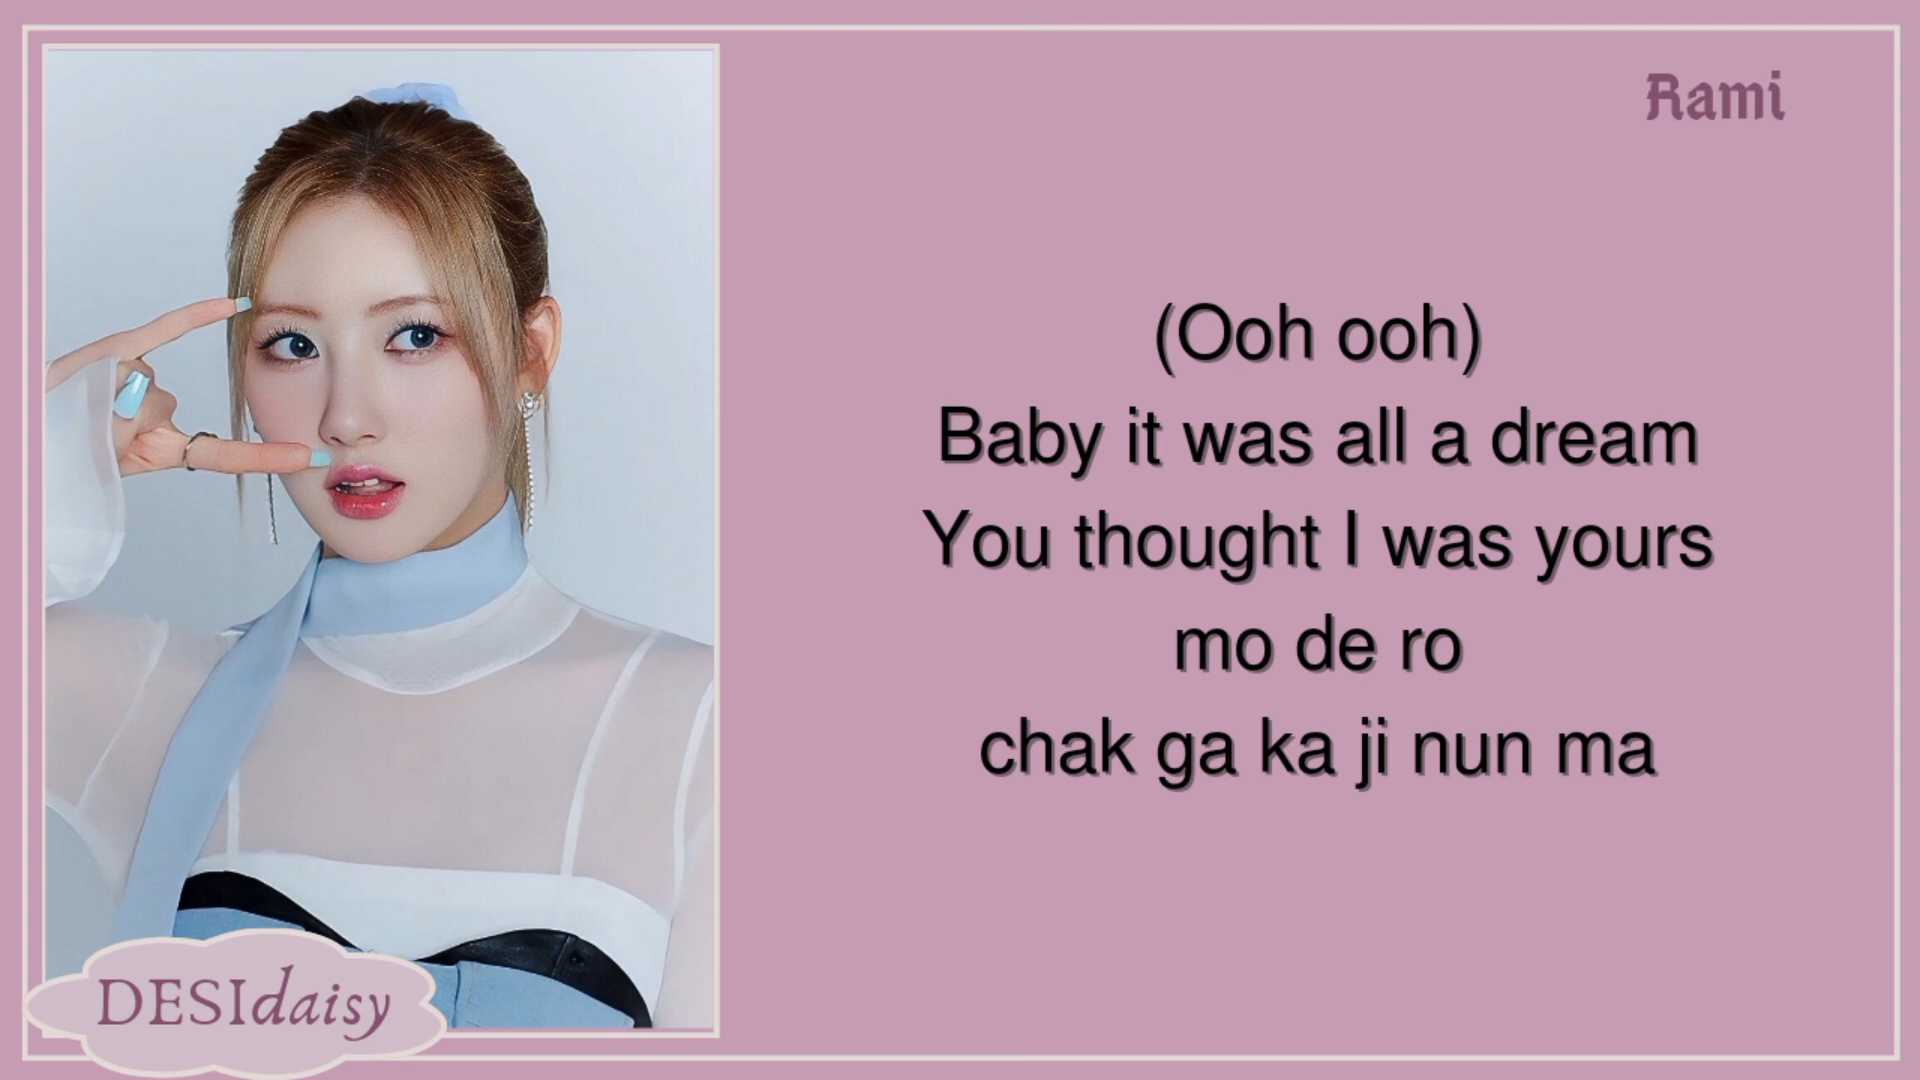 Rami
(Ooh ooh)
Baby it was all a dream
You thought I was yours
mo de ro
chak ga ka ji nun ma
DESIdaisy